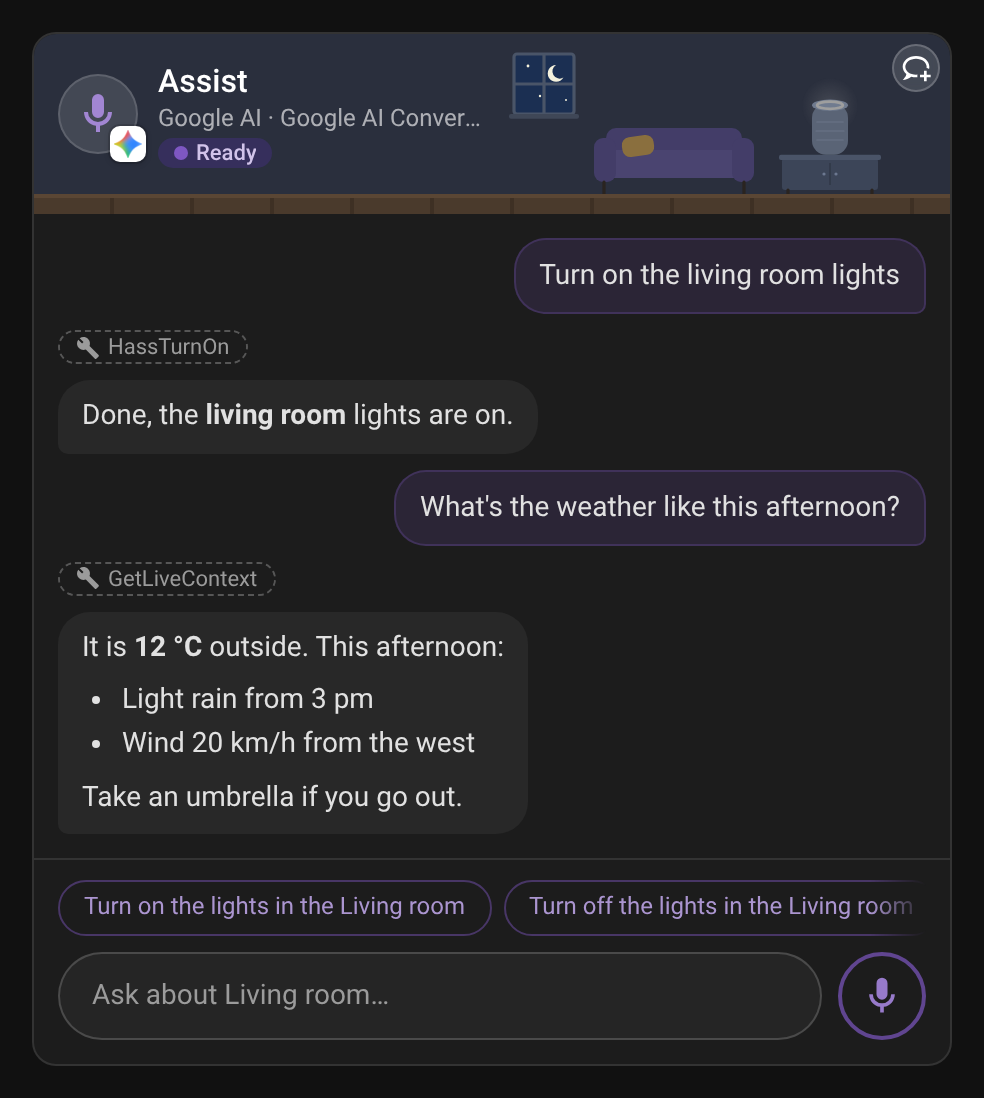 Assist
Google AI · Google AI Conver…
Ready
Turn on the living room lights
HassTurnOn
Done, the living room lights are on.
What's the weather like this afternoon?
GetLiveContext
It is 12 °C outside. This afternoon:
• Light rain from 3 pm
• Wind 20 km/h from the west
Take an umbrella if you go out.
Turn on the lights in the Living room
Turn off the lights in the Living room
Ask about Living room…